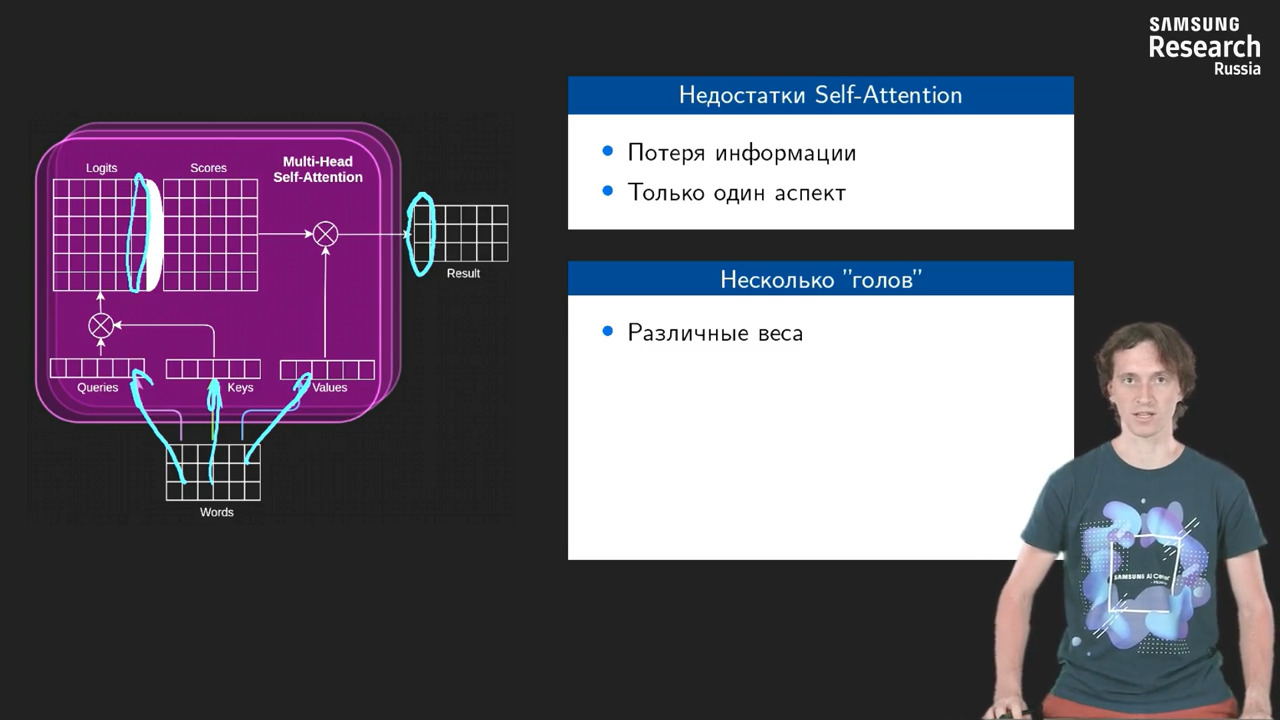 SAMSUNG
Research
Russia
Logits
Scores
Multi-Head
Self-Attention
Result
Queries
Keys
Values
Words
Недостатки Self-Attention
Потеря информации
Только один аспект
Несколько "голов"
Различные веса
SAMSUNG AI Center